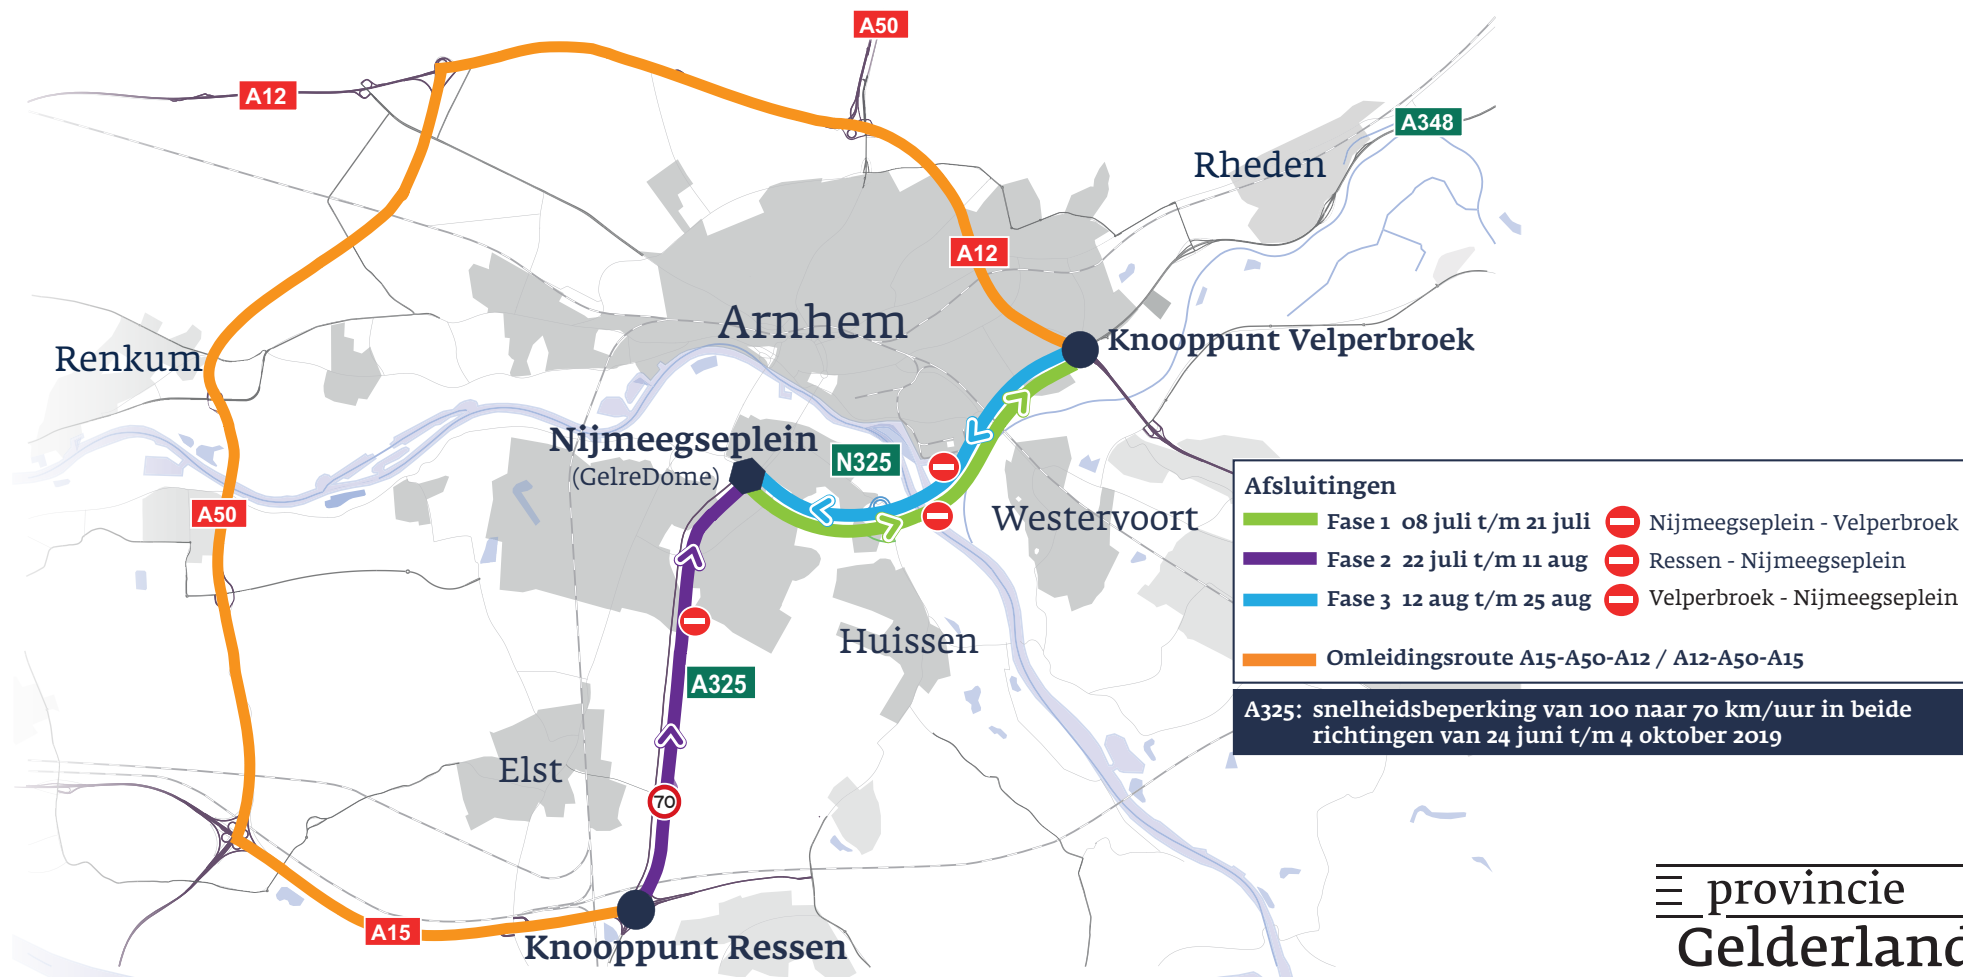 A50
A12
A348
Rheden
A12
Arnhem
Knooppunt Velperbroek
Renkum
Nijmeegseplein
(GelreDome)
N325
A50
Westervoort
Afsluitingen
Fase 1 08 juli t/m 21 juli Nijmeegseplein - Velperbroek
Fase 2 22 juli t/m 11 aug Ressen - Nijmeegseplein
Fase 3 12 aug t/m 25 aug Velperbroek - Nijmeegseplein
Omleidingsroute A15-A50-A12 / A12-A50-A15
A325: snelheidsbeperking van 100 naar 70 km/uur in beide
richtingen van 24 juni t/m 4 oktober 2019
Huissen
A325
Elst
70
A15
Knooppunt Ressen
provincie
Gelderland